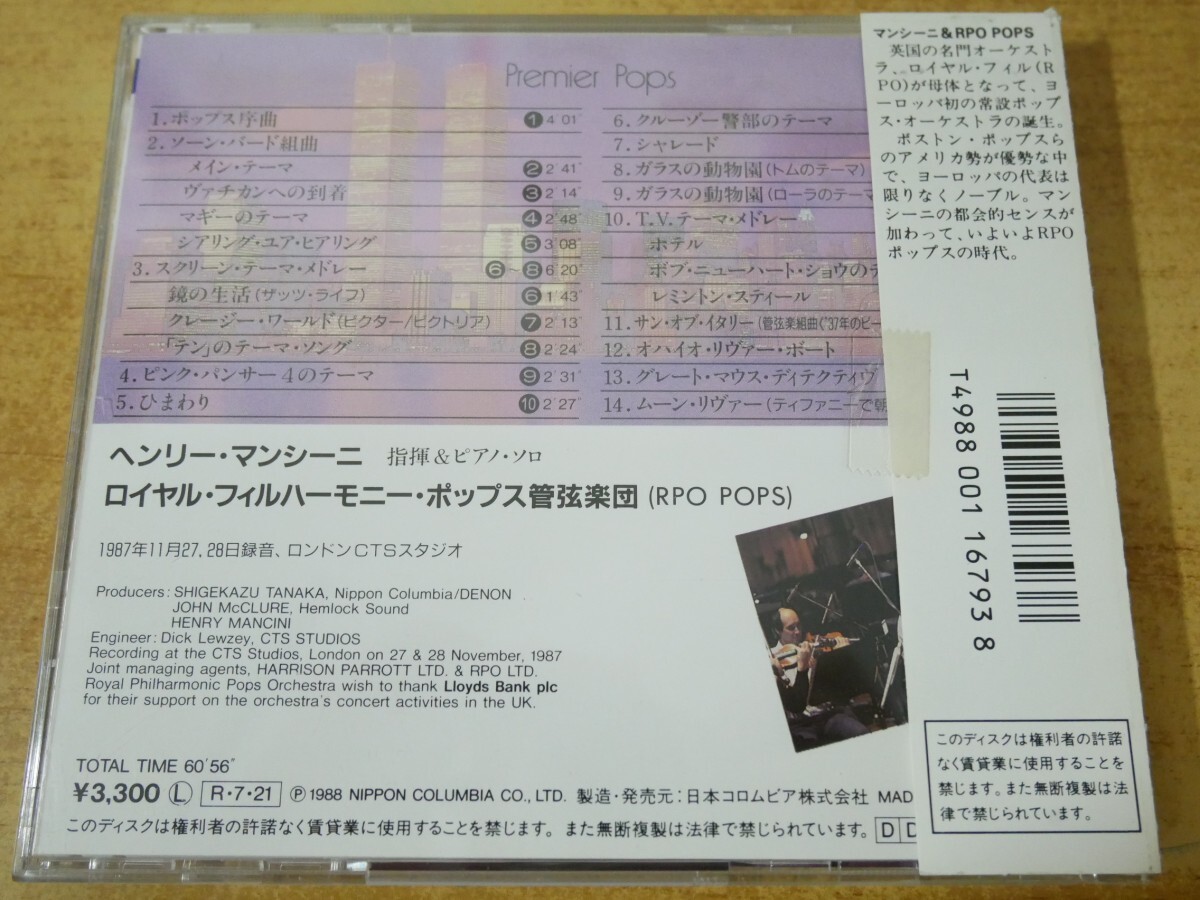 Premier Pops
1.ポップス序曲 ❶ 4′01″
2.ソーン・バード組曲
メイン・テーマ ❷ 2′41″
ヴァチカンへの到着 ❸ 2′14″
マギーのテーマ ❹ 2′48″
シアリング・ユア・ヒアリング ❺ 3′08″
3.スクリーン・テーマ・メドレー ❻~❽ 6′20″
鏡の生活(ザッツ・ライフ) ❻ 1′43″
クレージー・ワールド(ビクター/ビクトリア) ❼ 2′13″
「テン」のテーマ・ソング ❽ 2′24″
4.ピンク・パンサー4のテーマ ❾ 2′31″
5.ひまわり ❿ 2′27″
6.クルーゾー警部のテーマ
7.シャレード
8.ガラスの動物園(トムのテーマ)
9.ガラスの動物園(ローラのテーマ
10.T.V.テーマ・メドレー
ホテル
ボブ・ニューハート・ショウのテ
レミントン・スティール
11.サン・オブ・イタリー(管弦楽組曲《"37年のビー
12.オハイオ・リヴァー・ボート
13.グレート・マウス・ディテクティヴ
14.ムーン・リヴァー(ティファニーで朝
ヘンリー・マンシーニ 指揮&ピアノ・ソロ
ロイヤル・フィルハーモニー・ポップス管弦楽団(RPO POPS)
1987年11月27,28日録音、ロンドンCTSスタジオ
Producers: SHIGEKAZU TANAKA, Nippon Columbia/DENON
JOHN McCLURE, Hemlock Sound
HENRY MANCINI
Engineer: Dick Lewzey, CTS STUDIOS
Recording at the CTS Studios, London on 27 & 28 November, 1987
Joint managing agents, HARRISON PARROTT LTD. & RPO LTD.
Royal Philharmonic Pops Orchestra wish to thank Lloyds Bank plc
for their support on the orchestra's concert activities in the UK.
TOTAL TIME 60′56″
¥3,300 Ⓛ R・7・21 ℗1988 NIPPON COLUMBIA CO., LTD. 製造・発売元:日本コロムビア株式会社 MAD
このディスクは権利者の許諾なく賃貸業に使用することを禁じます。また無断複製は法律で禁じられています。 D D
マンシーニ&RPO POPS
英国の名門オーケスト
ラ、ロイヤル・フィル(R
PO)が母体となって、ヨ
ーロッパ初の常設ポップ
ス・オーケストラの誕生。
ボストン・ポップスら
のアメリカ勢が優勢な中
で、ヨーロッパの代表は
限りなくノーブル。マン
シーニの都会的センスが
加わって、いよいよRPO
ポップスの時代。
T4988 001 16793 8
このディスクは権利者の許諾
なく賃貸業に使用することを
禁じます。また無断複製は法
律で禁じられています。